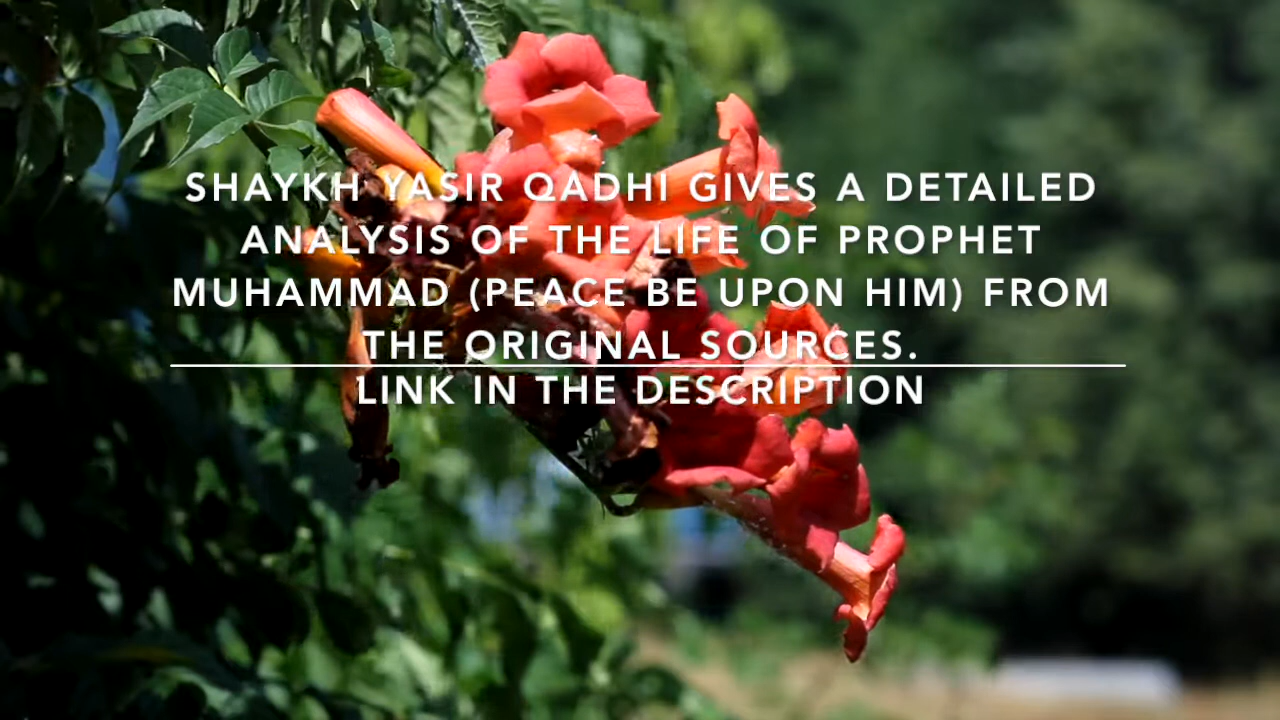 SHAYKH YASIR QADHI GIVES A DETAILED
ANALYSIS OF THE LIFE OF PROPHET
MUHAMMAD (PEACE BE UPON HIM) FROM
THE ORIGINAL SOURCES.
LINK IN THE DESCRIPTION